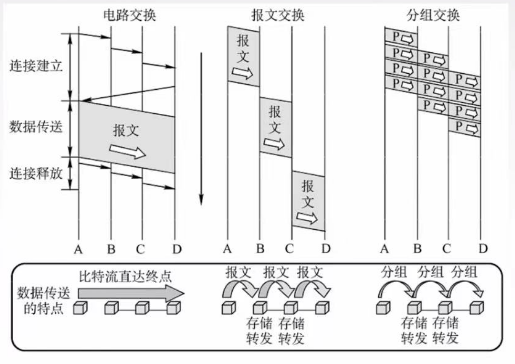 电路交换
报文交换
分组交换
连接建立
数据传送
连接释放
报文
报
文
报
文
报
文
P P P
P P P
P P P
P P P
A B C D
A B C D
A B C D
数据传送
的特点
比特流直达终点
报文 报文 报文
存储 存储
转发 转发
分组 分组 分组
存储 存储
转发 转发